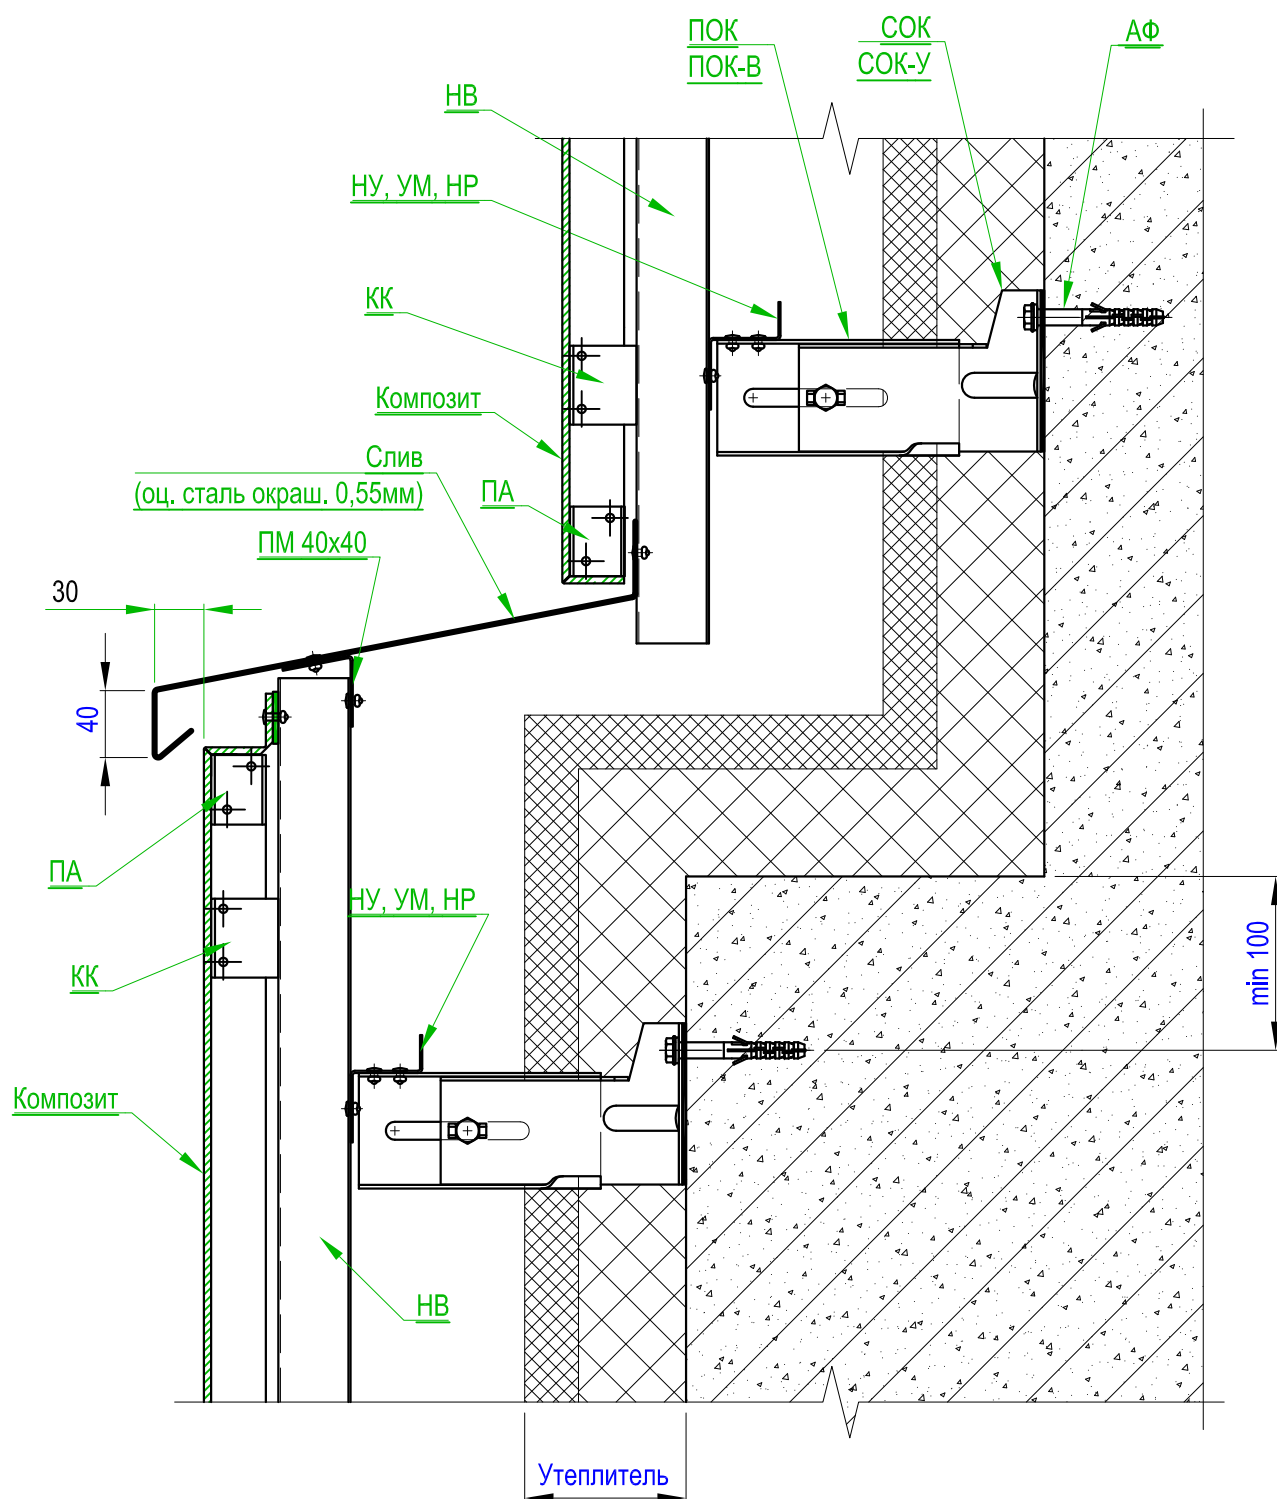 ПОК
ПОК-В
СОК
СОК-У
АФ
НВ
НУ, УМ, НР
КК
Композит
Слив
(оц. сталь окраш. 0,55мм)
ПА
ПМ 40х40
30
40
ПА
НУ, УМ, НР
КК
min 100
Композит
НВ
Утеплитель